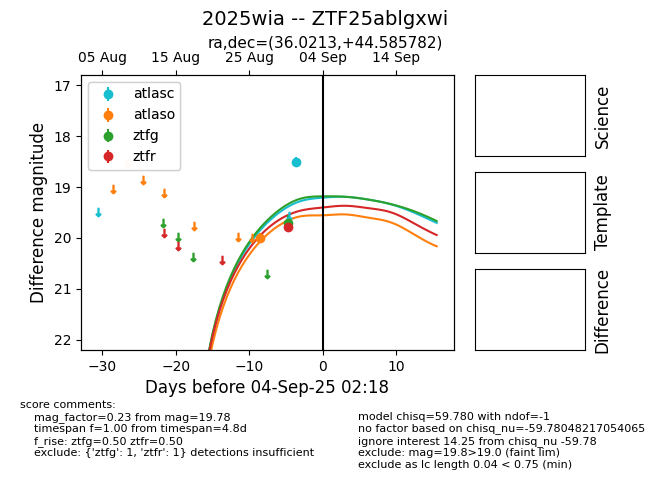 2025wia -- ZTF25ablgxwi
ra,dec=(36.0213,+44.585782)
05 Aug 15 Aug 25 Aug 04 Sep 14 Sep
atlasc
atlaso
ztfg
ztfr
17
18
19
20
21
22
Difference magnitude
−30 −20 −10 0 10
Days before 04-Sep-25 02:18
Science
Template
Difference
score comments:
mag_factor=0.23 from mag=19.78
timespan f=1.00 from timespan=4.8d
f_rise: ztfg=0.50 ztfr=0.50
exclude: {'ztfg': 1, 'ztfr': 1} detections insufficient
model chisq=59.780 with ndof=-1
no factor based on chisq_nu=-59.78048217054065
ignore interest 14.25 from chisq_nu -59.78
exclude: mag=19.8>19.0 (faint lim)
exclude as lc length 0.04 < 0.75 (min)